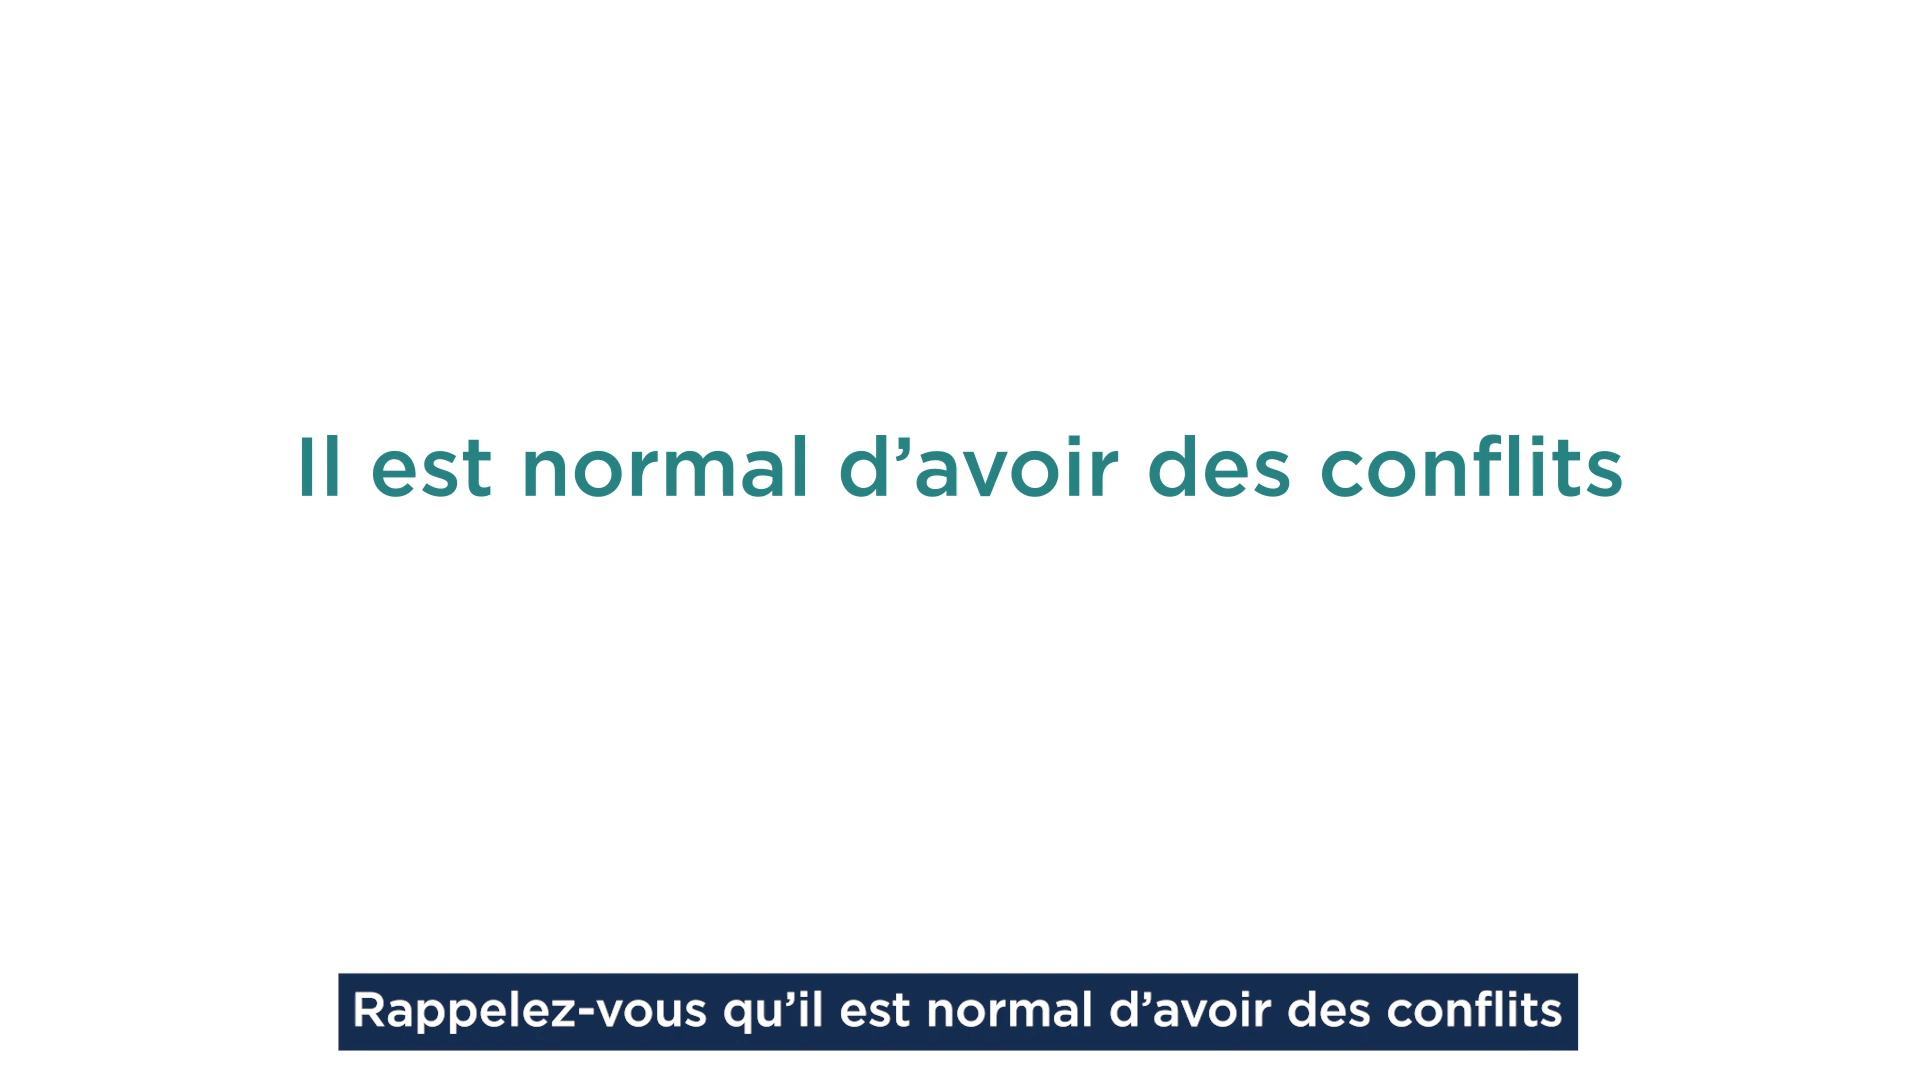 Il est normal d’avoir des conflits
Rappelez-vous qu’il est normal d’avoir des conflits